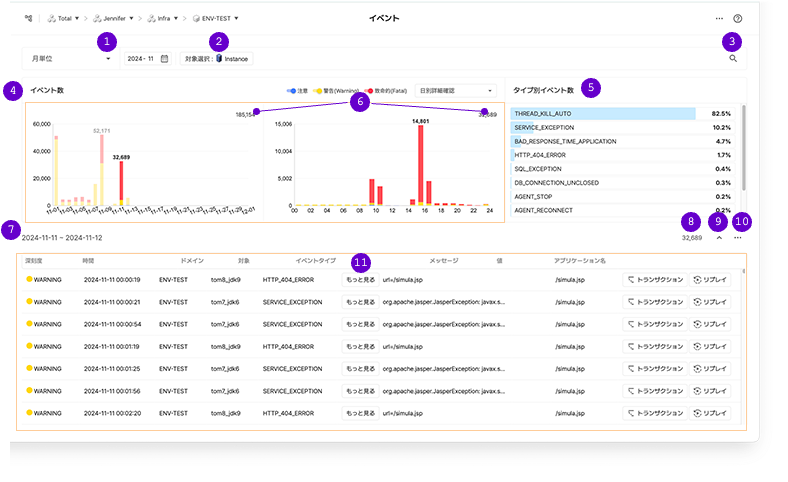 Total ▼ > Jennifer ▼ > Infra ▼ > ENV-TEST ▼
イベント
1
2
3
月単位
2024- 11
対象選択 : Instance
4
イベント数
注意 警告(Warning) 致命的(Fatal)
日別詳細確認
タイプ別イベント数
5
6
185,154
32,689
60,000
40,000
20,000
0
52,171
32,689
11-01 11-03 11-05 11-07 11-09 11-11 11-13 11-15 11-17 11-19 11-21 11-23 11-25 11-27 11-29 12-01
15,006
10,004
5,002
0
14,801
00 02 04 06 08 10 12 14 16 18 20 22 24
THREAD_KILL_AUTO 82.5%
SERVICE_EXCEPTION 10.2%
BAD_RESPONSE_TIME_APPLICATION 4.7%
HTTP_404_ERROR 1.7%
SQL_EXCEPTION 0.4%
DB_CONNECTION_UNCLOSED 0.3%
AGENT_STOP 0.2%
AGENT_RECONNECT 0.2%
7
8
9
10
2024-11-11 ~ 2024-11-12
32,689
11
深刻度 時間 ドメイン 対象 イベントタイプ メッセージ 値 アプリケーション名
WARNING 2024-11-11 00:00:19 ENV-TEST tom8_jdk9 HTTP_404_ERROR もっと見る url=/simula.jsp /simula.jsp トランザクション リプレイ
WARNING 2024-11-11 00:00:21 ENV-TEST tom7_jdk6 SERVICE_EXCEPTION もっと見る org.apache.jasper.JasperException: javax.s... /simula.jsp トランザクション リプレイ
WARNING 2024-11-11 00:00:54 ENV-TEST tom7_jdk6 SERVICE_EXCEPTION もっと見る org.apache.jasper.JasperException: javax.s... /simula.jsp トランザクション リプレイ
WARNING 2024-11-11 00:01:19 ENV-TEST tom8_jdk9 HTTP_404_ERROR もっと見る url=/simula.jsp /simula.jsp トランザクション リプレイ
WARNING 2024-11-11 00:01:25 ENV-TEST tom7_jdk6 SERVICE_EXCEPTION もっと見る org.apache.jasper.JasperException: javax.s... /simula.jsp トランザクション リプレイ
WARNING 2024-11-11 00:01:56 ENV-TEST tom7_jdk6 SERVICE_EXCEPTION もっと見る org.apache.jasper.JasperException: javax.s... /simula.jsp トランザクション リプレイ
WARNING 2024-11-11 00:02:20 ENV-TEST tom8_jdk9 HTTP_404_ERROR もっと見る url=/simula.jsp /simula.jsp トランザクション リプレイ